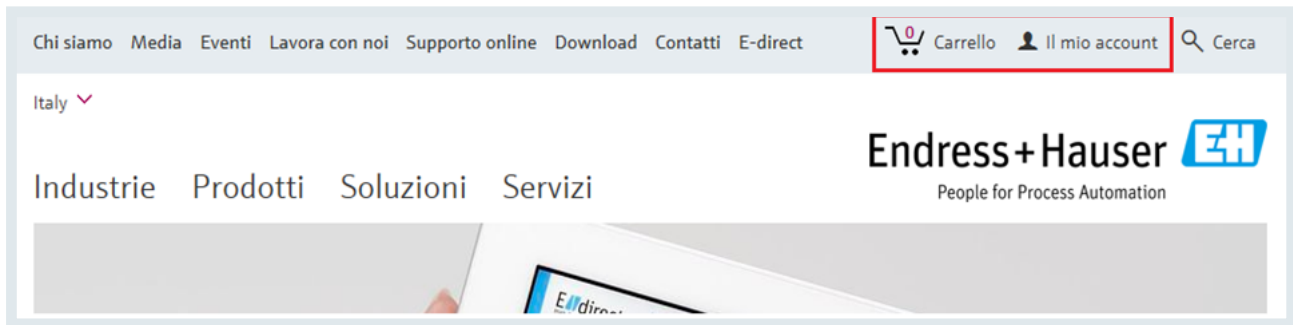 Chi siamo Media Eventi Lavora con noi Supporto online Download Contatti E-direct 0 Carrello Il mio account Cerca
Italy
Endress+Hauser EH
People for Process Automation
Industrie Prodotti Soluzioni Servizi